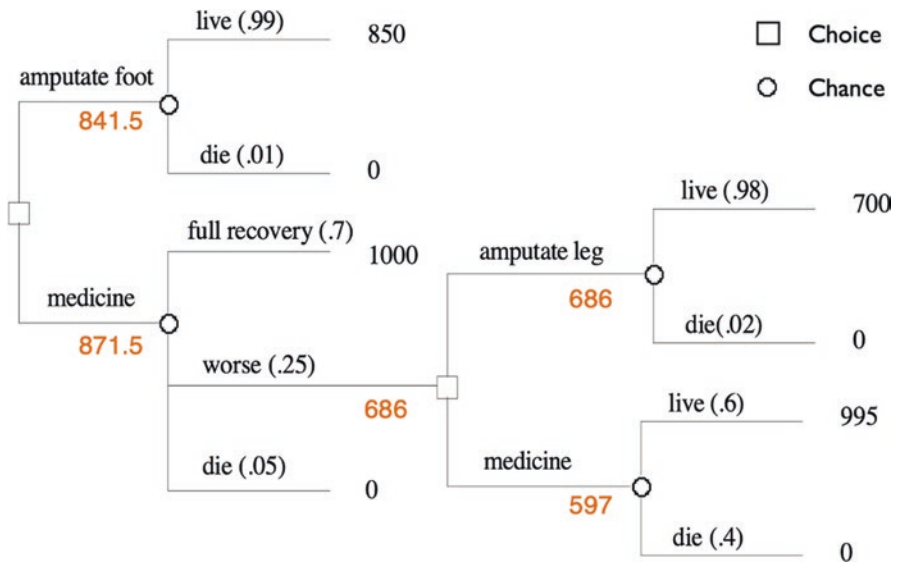 live (.99)
850
Choice
amputate foot
Chance
841.5
die (.01)
0
live (.98)
700
full recovery (.7)
1000
amputate leg
medicine
686
871.5
die(.02)
0
worse (.25)
686
live (.6)
995
medicine
die (.05)
0
597
die (.4)
0